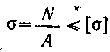 σ = N/A ≤ [σ]